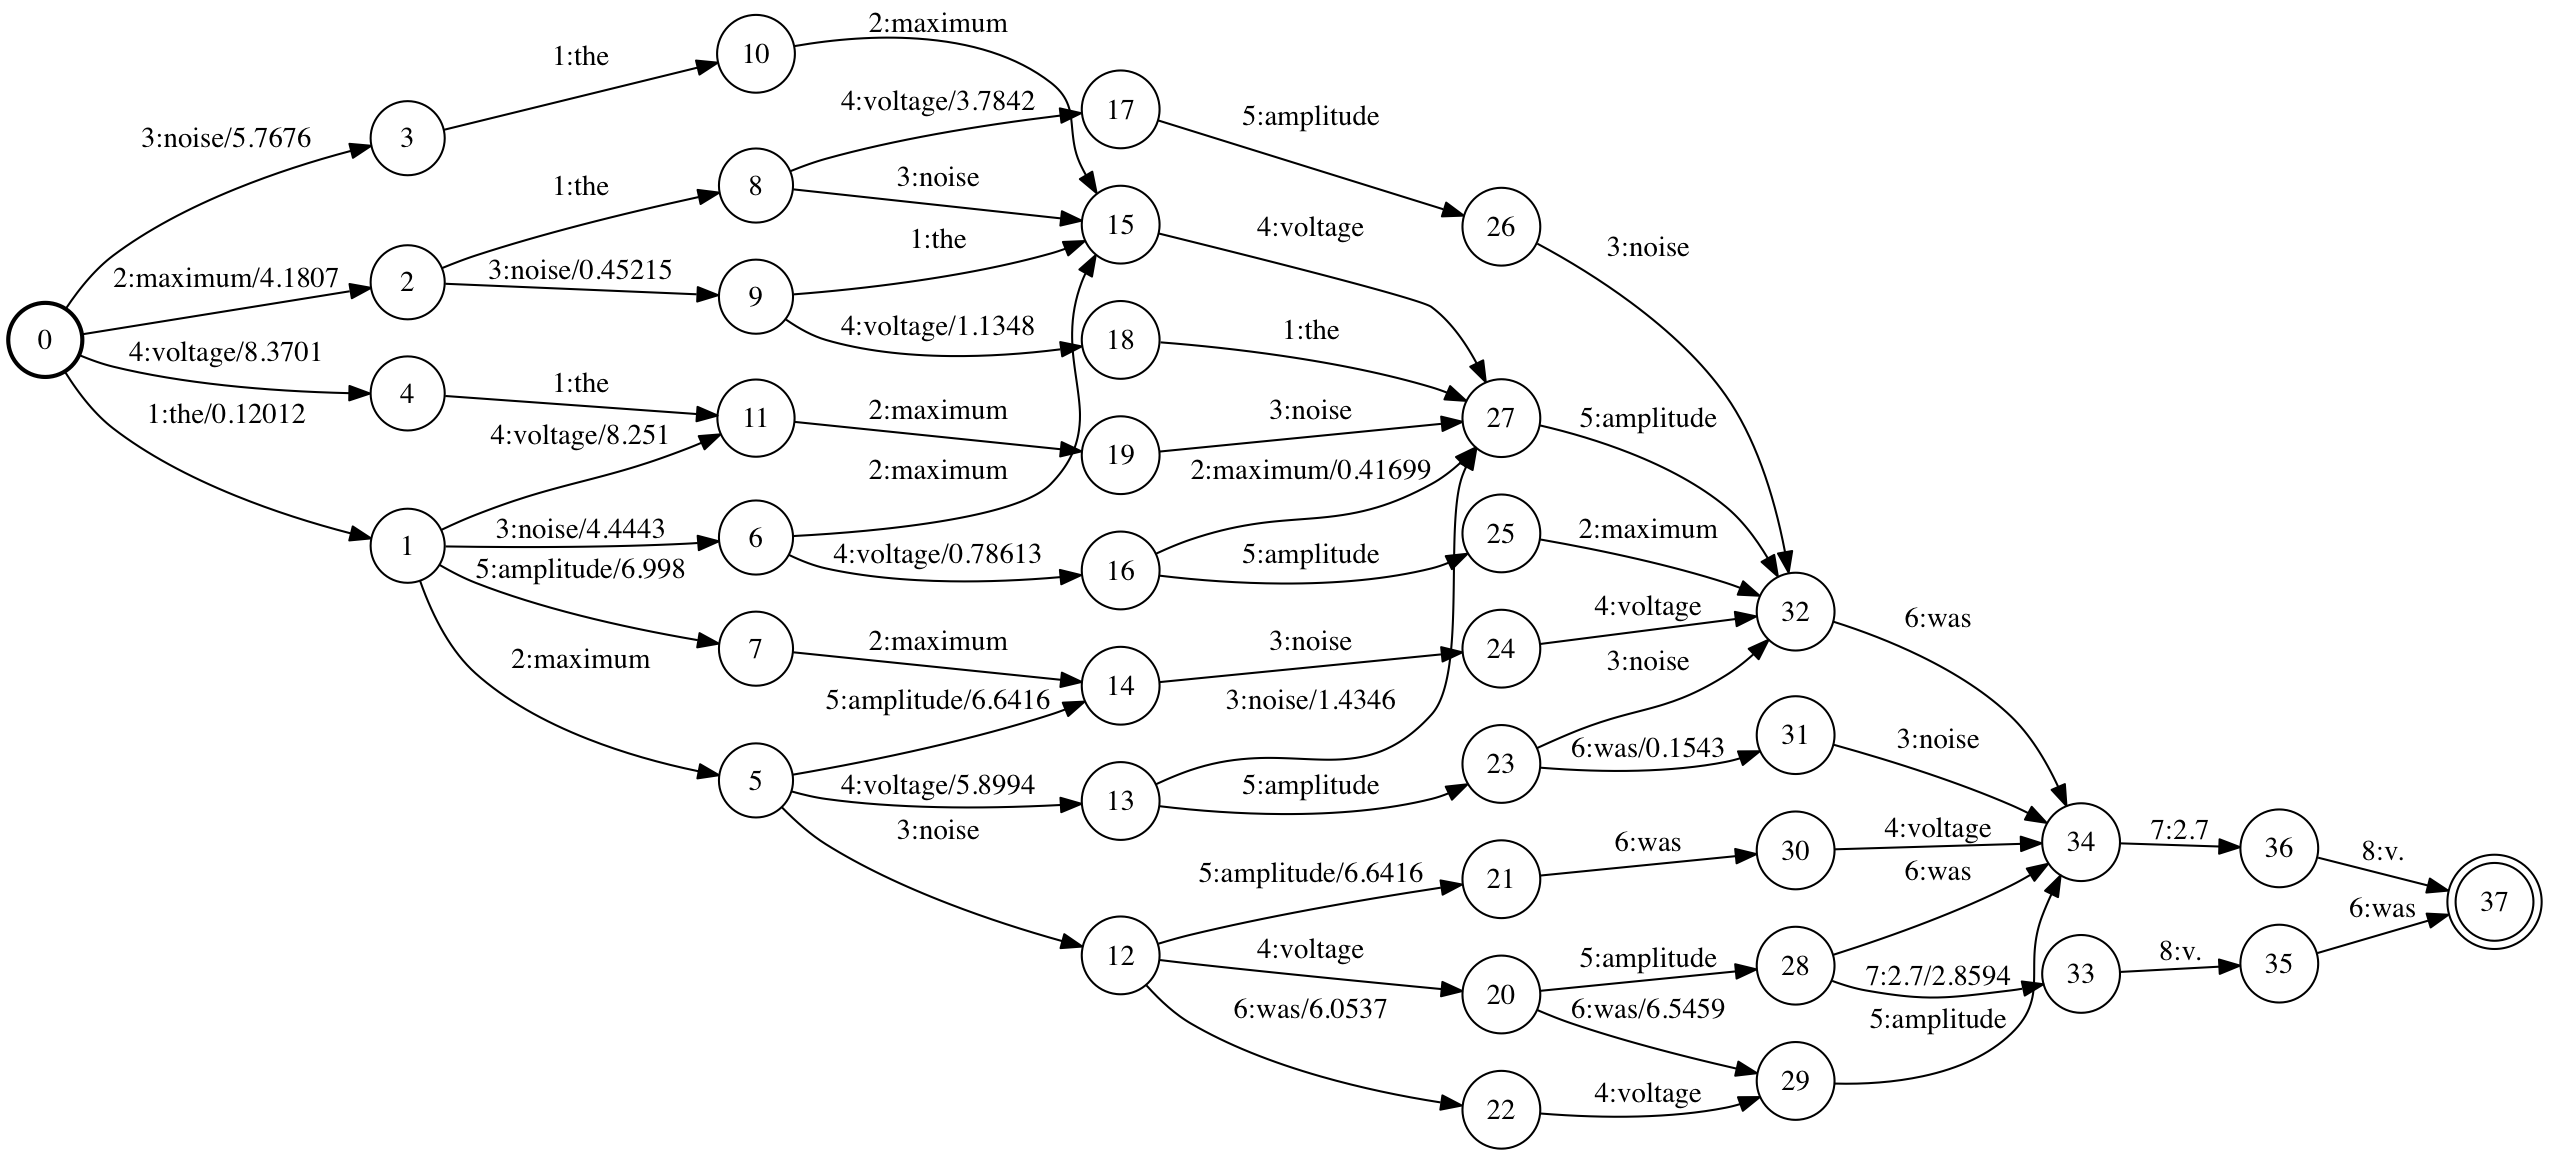 2:maximum
10
1:the
4:voltage/3.7842
17
5:amplitude
3:noise/5.7676
3
1:the
8
3:noise
15
4:voltage
26
3:noise
1:the
2:maximum/4.1807
2
3:noise/0.45215
9
4:voltage/1.1348
18
1:the
0
4:voltage/8.3701
4
1:the
11
2:maximum
19
3:noise
27
5:amplitude
1:the/0.12012
4:voltage/8.251
2:maximum
2:maximum/0.41699
1
3:noise/4.4443
6
4:voltage/0.78613
16
5:amplitude
25
2:maximum
5:amplitude/6.998
7
2:maximum
14
3:noise
24
4:voltage
32
6:was
2:maximum
5:amplitude/6.6416
3:noise/1.4346
3:noise
5
4:voltage/5.8994
13
5:amplitude
23
6:was/0.1543
31
3:noise
3:noise
12
5:amplitude/6.6416
21
6:was
30
4:voltage
34
7:2.7
36
8:v.
37
4:voltage
20
5:amplitude
28
6:was
7:2.7/2.8594
33
8:v.
35
6:was
6:was/6.0537
6:was/6.5459
5:amplitude
22
4:voltage
29